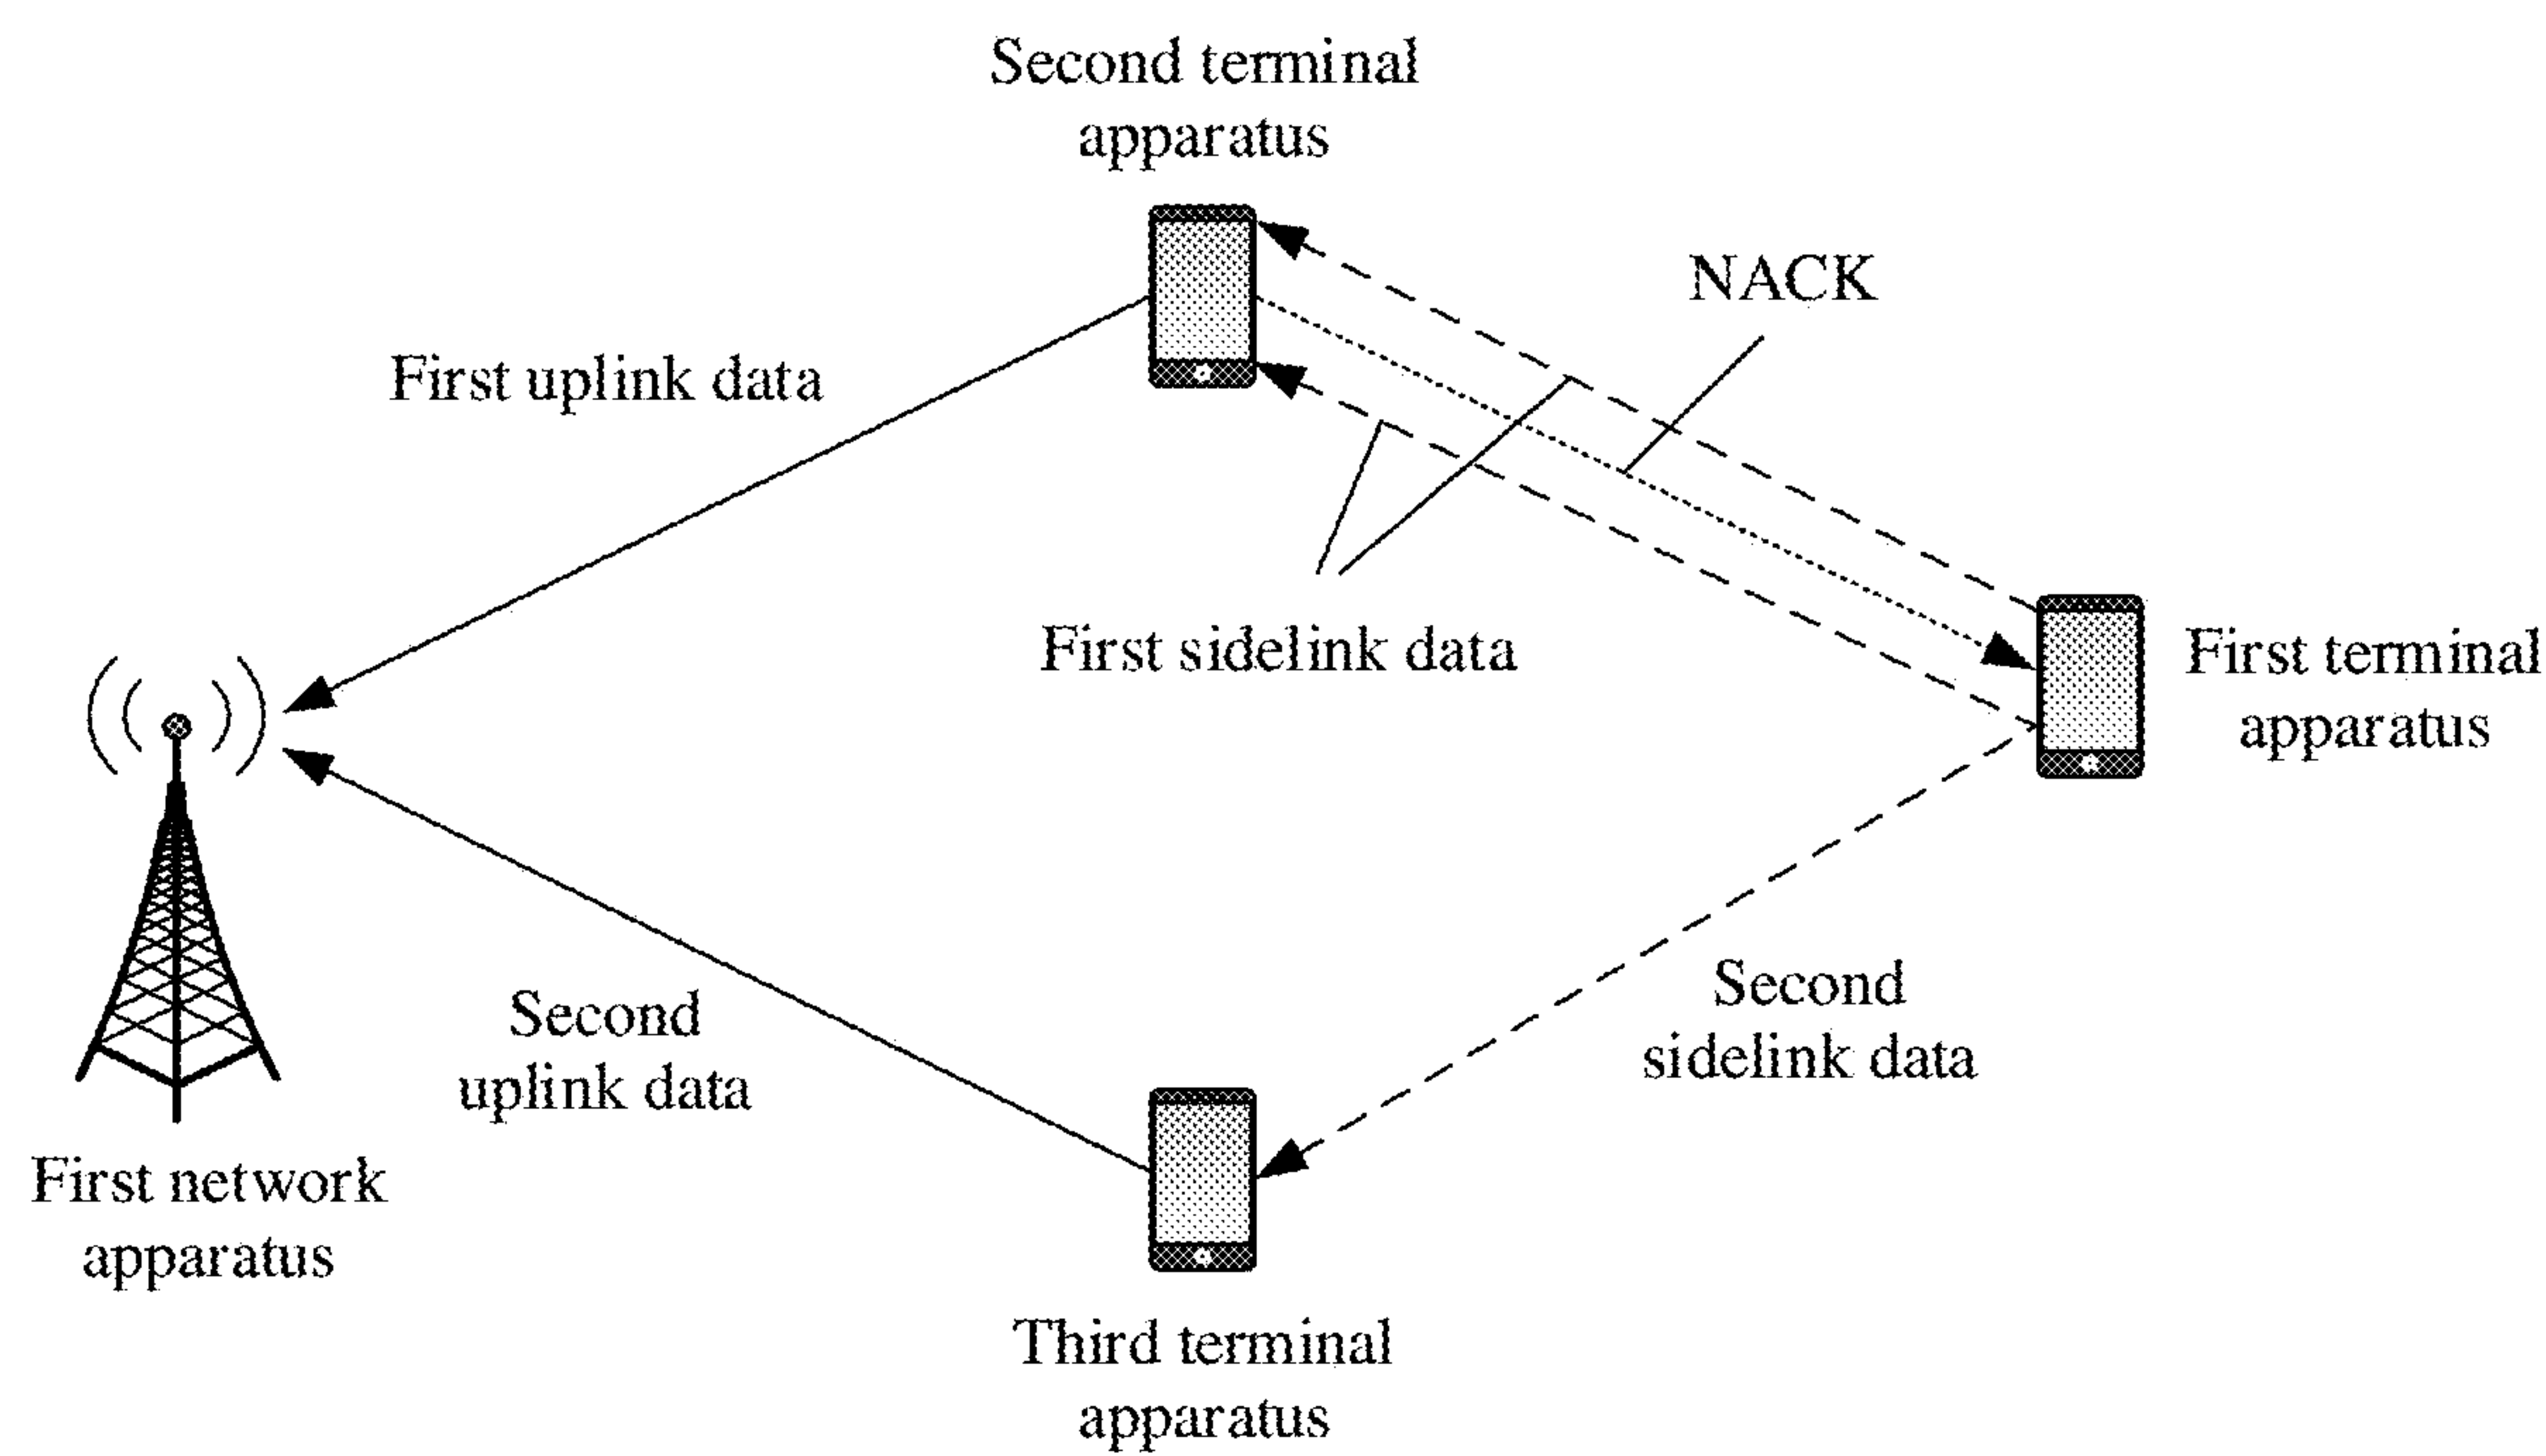 Second terminal
apparatus
NACK
First uplink data
First sidelink data
First terminal
apparatus
Second
sidelink data
Second
uplink data
First network
apparatus
Third terminal
apparatus